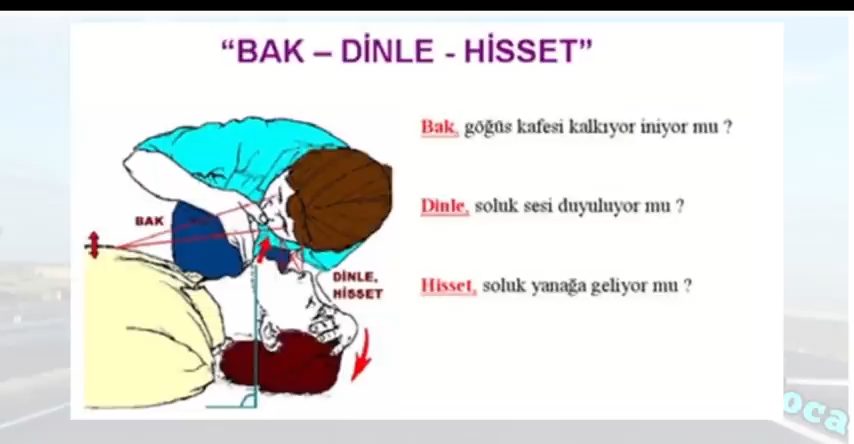 “BAK – DİNLE - HİSSET”
Bak, göğüs kafesi kalkıyor iniyor mu ?
BAK
Dinle, soluk sesi duyuluyor mu ?
DİNLE,
HİSSET
Hisset, soluk yanağa geliyor mu ?
oca